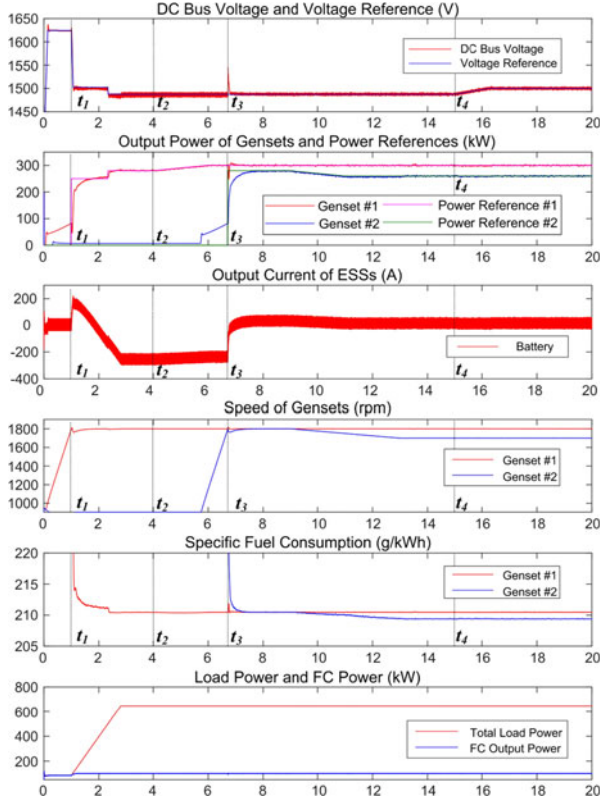 DC Bus Voltage and Voltage Reference (V)
1650
1600
1550
1500
1450
DC Bus Voltage
Voltage Reference
t1 t2 t3 t4
0 2 4 6 8 10 12 14 16 18 20
Output Power of Gensets and Power References (kW)
300
200
100
0
Genset #1 Power Reference #1
Genset #2 Power Reference #2
t1 t2 t3 t4
0 2 4 6 8 10 12 14 16 18 20
Output Current of ESSs (A)
200
0
-200
-400
Battery
t1 t2 t3 t4
0 2 4 6 8 10 12 14 16 18 20
Speed of Gensets (rpm)
1800
1600
1400
1200
1000
Genset #1
Genset #2
t1 t2 t3 t4
0 2 4 6 8 10 12 14 16 18 20
Specific Fuel Consumption (g/kWh)
220
215
210
205
Genset #1
Genset #2
t1 t2 t3 t4
0 2 4 6 8 10 12 14 16 18 20
Load Power and FC Power (kW)
800
600
400
200
Total Load Power
FC Output Power
0 2 4 6 8 10 12 14 16 18 20